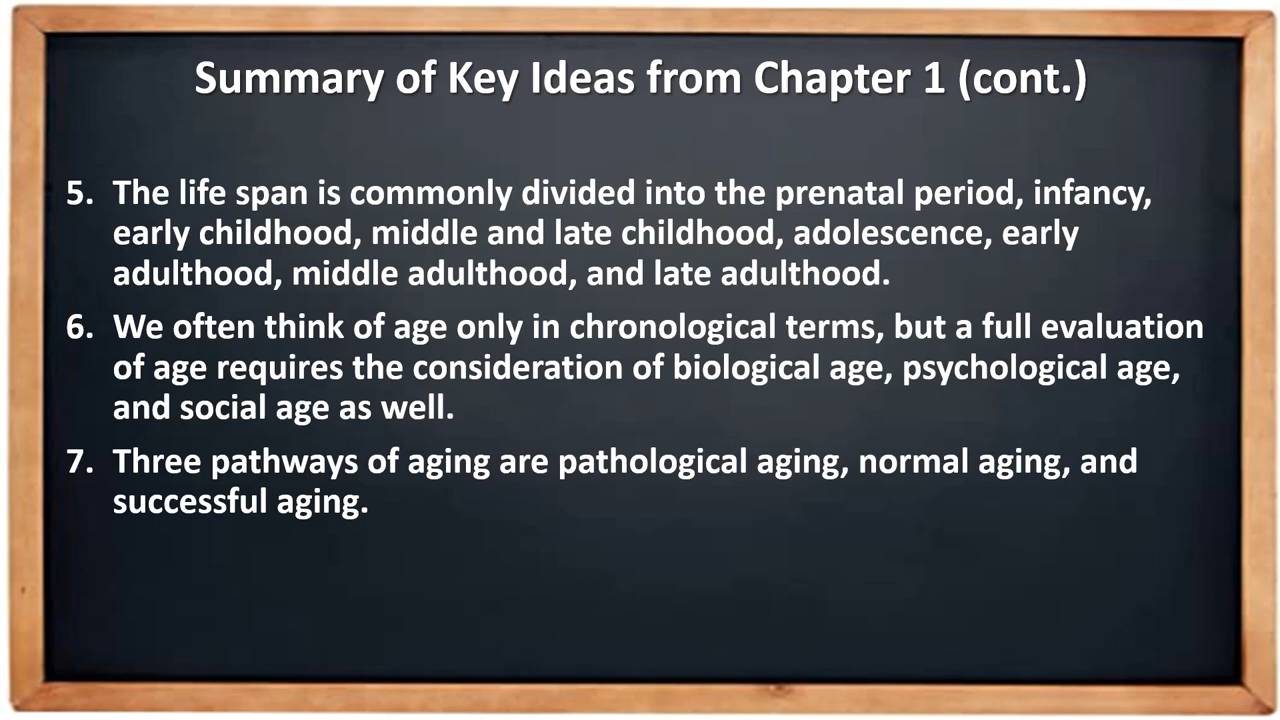 Summary of Key Ideas from Chapter 1 (cont.)
5. The life span is commonly divided into the prenatal period, infancy,
early childhood, middle and late childhood, adolescence, early
adulthood, middle adulthood, and late adulthood.
6. We often think of age only in chronological terms, but a full evaluation
of age requires the consideration of biological age, psychological age,
and social age as well.
7. Three pathways of aging are pathological aging, normal aging, and
successful aging.